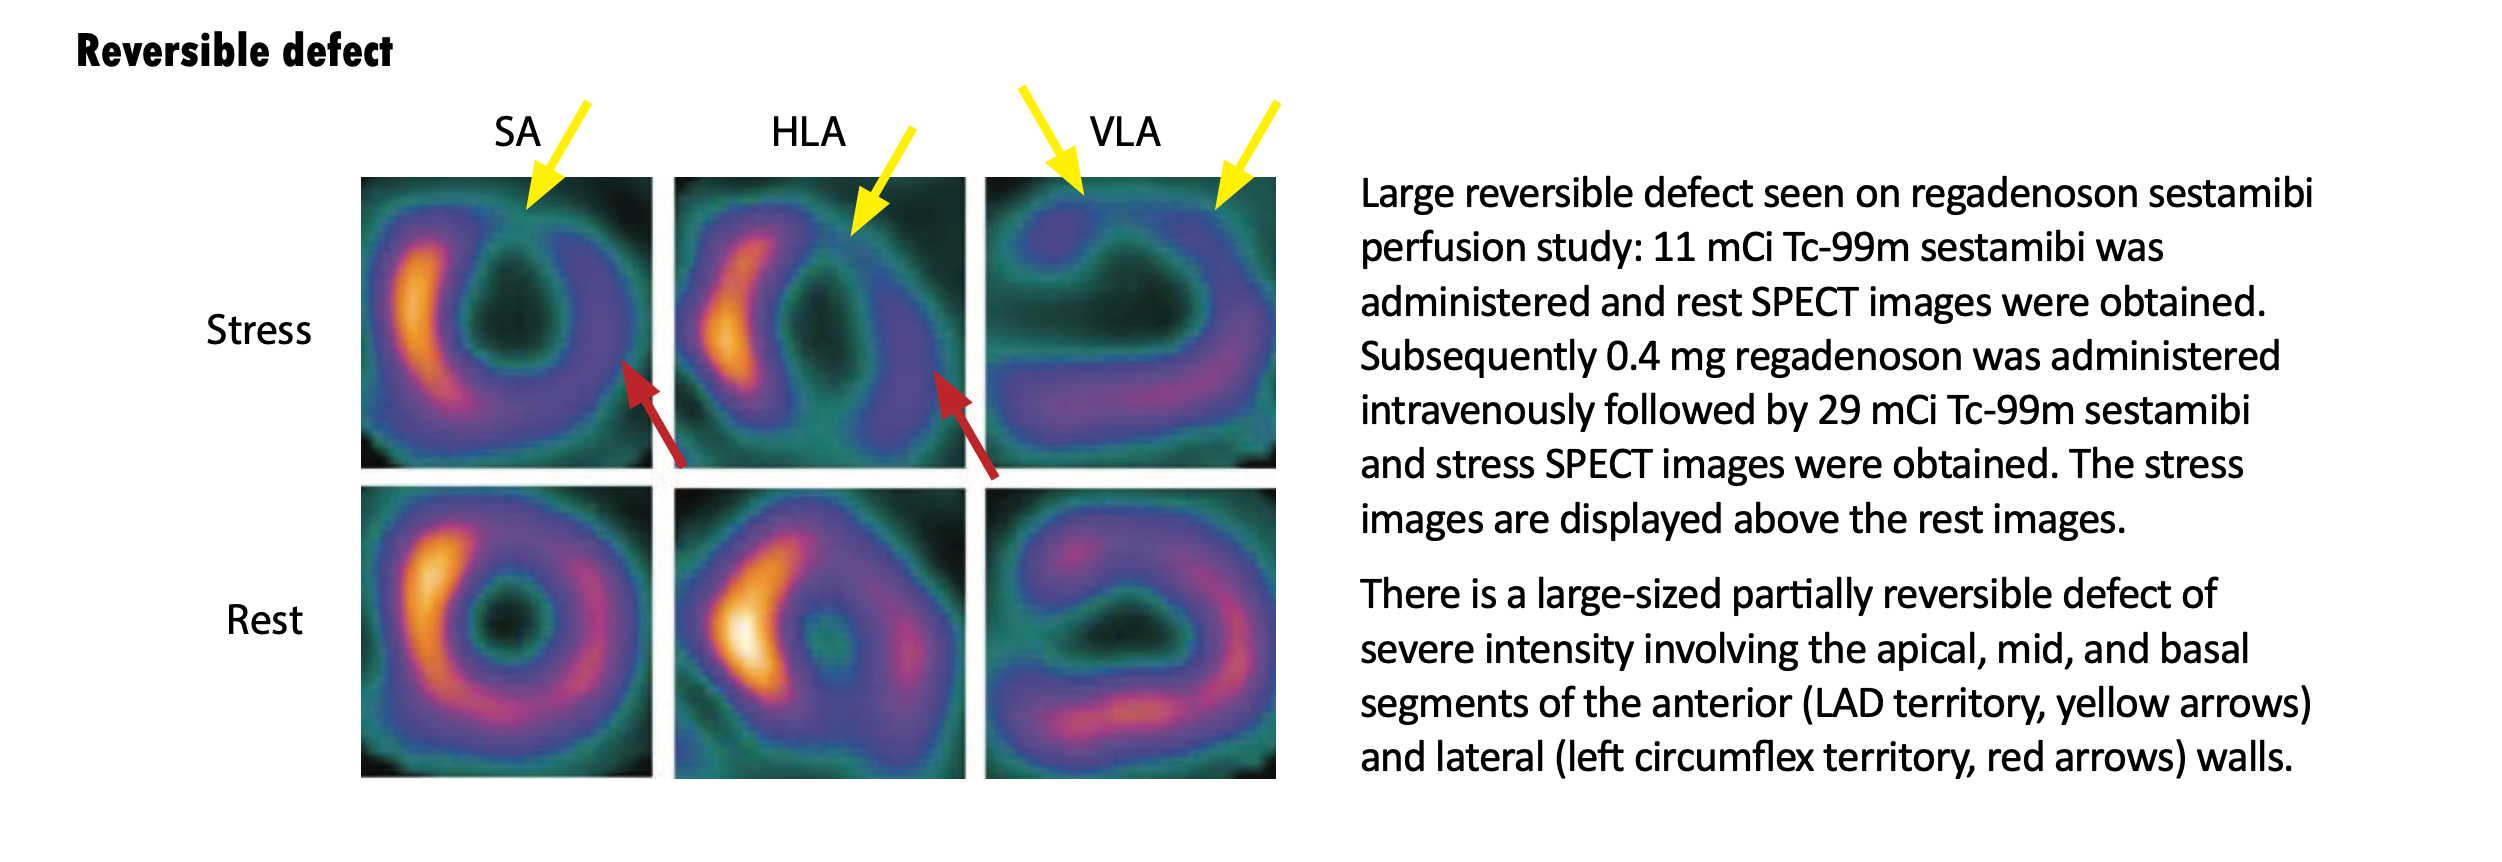 Reversible defect
SA HLA VLA
Stress
Rest
Large reversible defect seen on regadenoson sestamibi
perfusion study: 11 mCi Tc-99m sestamibi was
administered and rest SPECT images were obtained.
Subsequently 0.4 mg regadenoson was administered
intravenously followed by 29 mCi Tc-99m sestamibi
and stress SPECT images were obtained. The stress
images are displayed above the rest images.
There is a large-sized partially reversible defect of
severe intensity involving the apical, mid, and basal
segments of the anterior (LAD territory, yellow arrows)
and lateral (left circumflex territory, red arrows) walls.